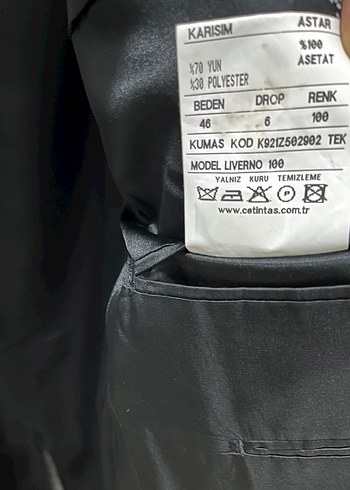 KARISIM ASTAR
%100
%70 YUN ASETAT
%30 POLYESTER
BEDEN DROP RENK
46 6 100
KUMAS KOD K92IZ502902 TEK
MODEL LIVERNO 100
YALNIZ KURU TEMIZLEME
P
www.cetintas.com.tr